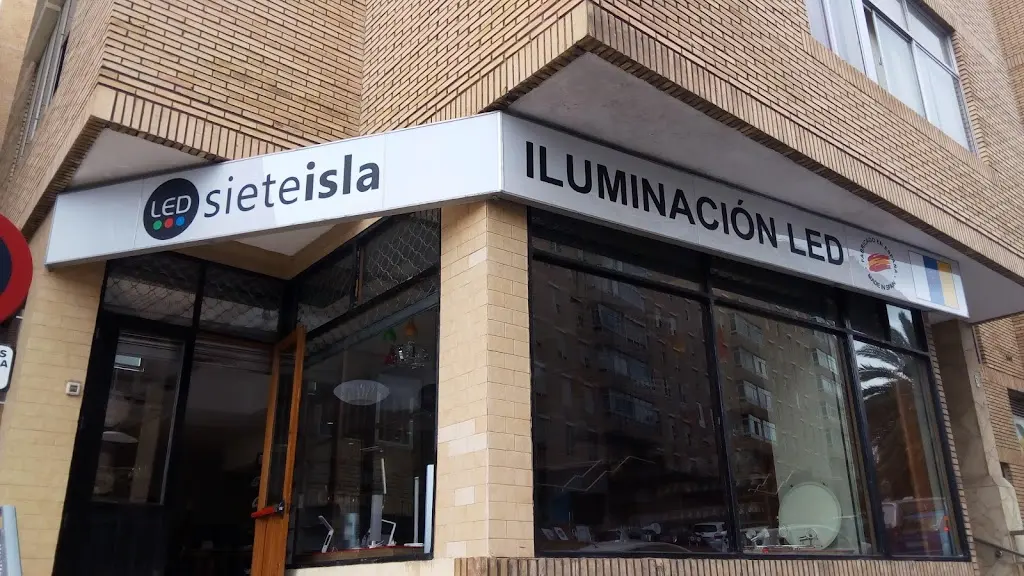 LED sieteisla
ILUMINACIÓN LED